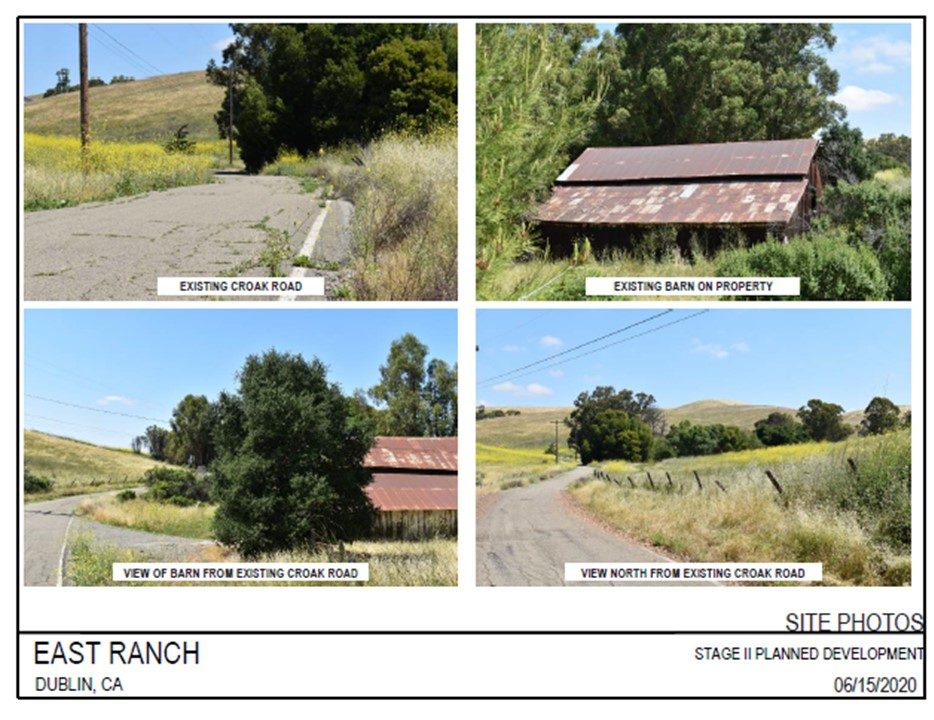 EXISTING CROAK ROAD
EXISTING BARN ON PROPERTY
VIEW OF BARN FROM EXISTING CROAK ROAD
VIEW NORTH FROM EXISTING CROAK ROAD
SITE PHOTOS
EAST RANCH
STAGE II PLANNED DEVELOPMENT
DUBLIN, CA
06/15/2020